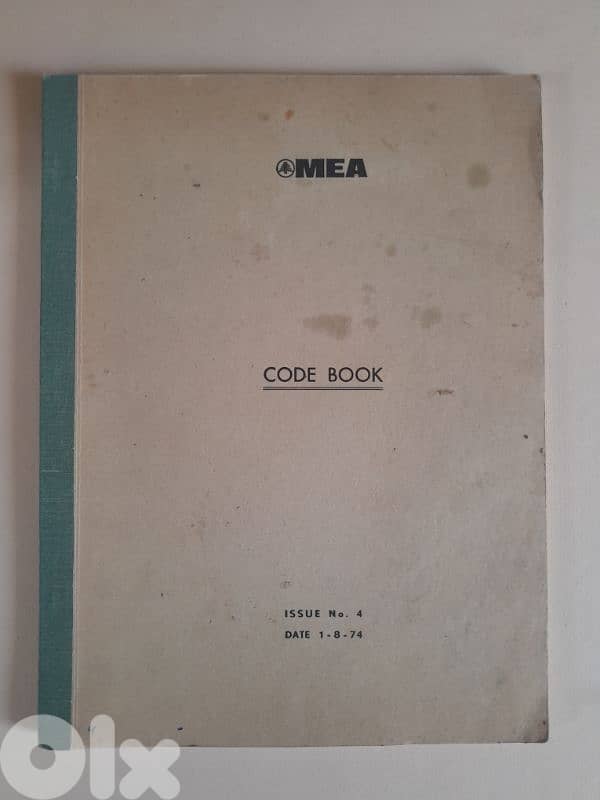 MEA
CODE BOOK
ISSUE No. 4
DATE 1-8-74
olx